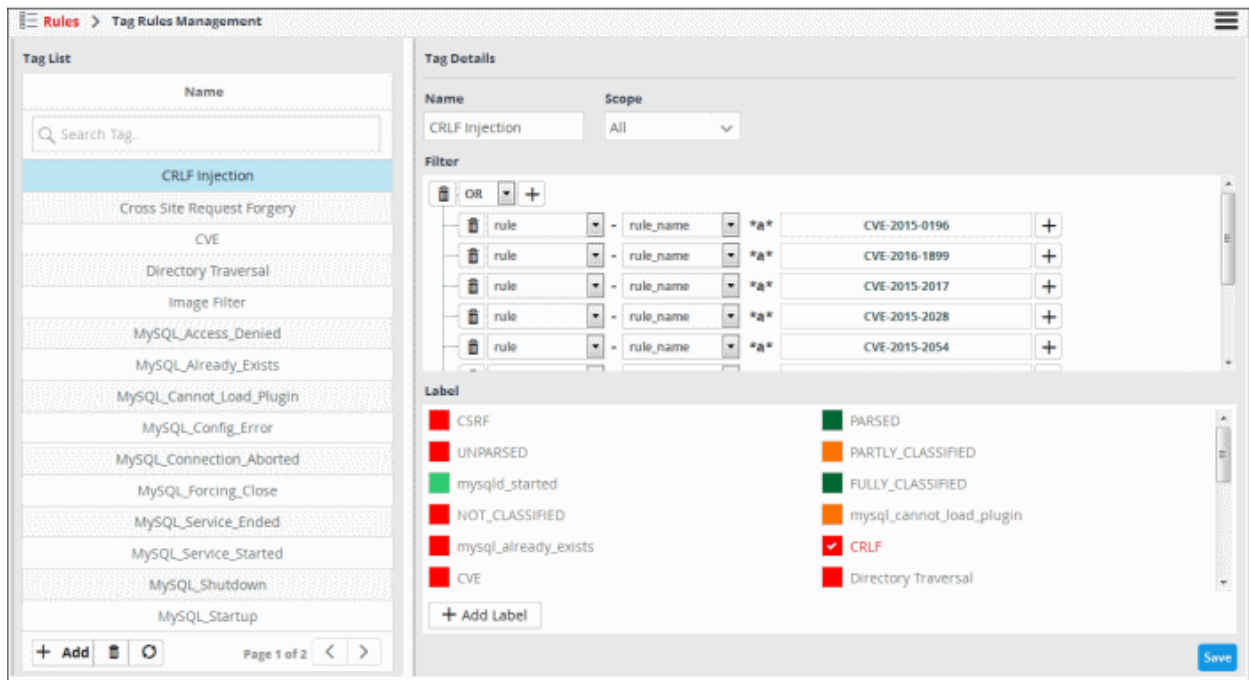 Rules > Tag Rules Management
Tag List
Name
Search Tag..
CRLF Injection
Cross Site Request Forgery
CVE
Directory Traversal
Image Filter
MySQL_Access_Denied
MySQL_Already_Exists
MySQL_Cannot_Load_Plugin
MySQL_Config_Error
MySQL_Connection_Aborted
MySQL_Forcing_Close
MySQL_Service_Ended
MySQL_Service_Started
MySQL_Shutdown
MySQL_Startup
+ Add
Page 1 of 2 < >
Tag Details
Name Scope
CRLF Injection All
Filter
OR +
rule - rule_name *a* CVE-2015-0196 +
rule - rule_name *a* CVE-2016-1899 +
rule - rule_name *a* CVE-2015-2017 +
rule - rule_name *a* CVE-2015-2028 +
rule - rule_name *a* CVE-2015-2054 +
Label
CSRF PARSED
UNPARSED PARTLY_CLASSIFIED
mysqld_started FULLY_CLASSIFIED
NOT_CLASSIFIED mysql_cannot_load_plugin
mysql_already_exists CRLF
CVE Directory Traversal
+ Add Label
Save